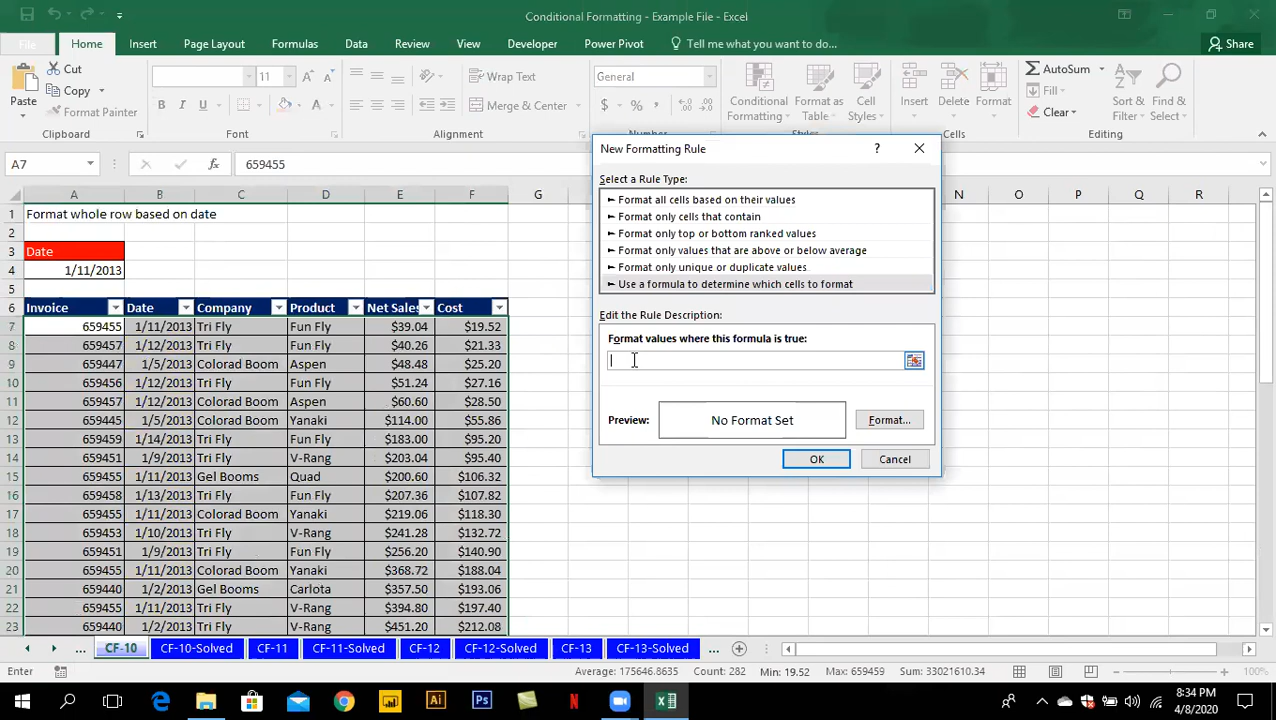 Conditional Formatting - Example File - Excel
File Home Insert Page Layout Formulas Data Review View Developer Power Pivot Tell me what you want to do... Share
Paste Cut Copy Format Painter Clipboard
11 B I U A Font
Wrap Text Merge & Center Alignment
General $ % Number
Conditional Formatting Format as Table Cell Styles Styles
Insert Delete Format Cells
AutoSum Fill Clear Sort & Filter Find & Select Editing
A7 fx 659455
A B C D E F G N O P Q R
1 Format whole row based on date
2
3 Date
4 1/11/2013
5
6 Invoice Date Company Product Net Sales Cost
7 659455 1/11/2013 Tri Fly Fun Fly $39.04 $19.52
8 659457 1/12/2013 Tri Fly Fun Fly $40.26 $21.33
9 659447 1/5/2013 Colorad Boom Aspen $48.48 $25.20
10 659456 1/12/2013 Tri Fly Fun Fly $51.24 $27.16
11 659457 1/12/2013 Colorad Boom Aspen $60.60 $28.50
12 659445 1/5/2013 Colorad Boom Yanaki $114.00 $55.86
13 659459 1/14/2013 Tri Fly Fun Fly $183.00 $95.20
14 659451 1/9/2013 Tri Fly V-Rang $203.04 $95.40
15 659455 1/11/2013 Gel Booms Quad $200.60 $106.32
16 659458 1/13/2013 Tri Fly Fun Fly $207.36 $107.82
17 659455 1/11/2013 Colorad Boom Yanaki $219.06 $118.30
18 659453 1/10/2013 Tri Fly V-Rang $241.28 $132.72
19 659451 1/9/2013 Tri Fly Fun Fly $256.20 $140.90
20 659455 1/11/2013 Colorad Boom Yanaki $368.72 $188.04
21 659440 1/2/2013 Gel Booms Carlota $357.50 $193.06
22 659455 1/11/2013 Tri Fly V-Rang $394.80 $197.40
23 659440 1/2/2013 Tri Fly V-Rang $451.20 $212.08
New Formatting Rule ?
Select a Rule Type:
► Format all cells based on their values
► Format only cells that contain
► Format only top or bottom ranked values
► Format only values that are above or below average
► Format only unique or duplicate values
► Use a formula to determine which cells to format
Edit the Rule Description:
Format values where this formula is true:
Preview: No Format Set Format...
OK Cancel
... CF-10 CF-10-Solved CF-11 CF-11-Solved CF-12 CF-12-Solved CF-13 CF-13-Solved ...
Enter Average: 175646.8635 Count: 282 Min: 19.52 Max: 659459 Sum: 33021610.34 100%
Ai Ps N 8:34 PM
4/8/2020